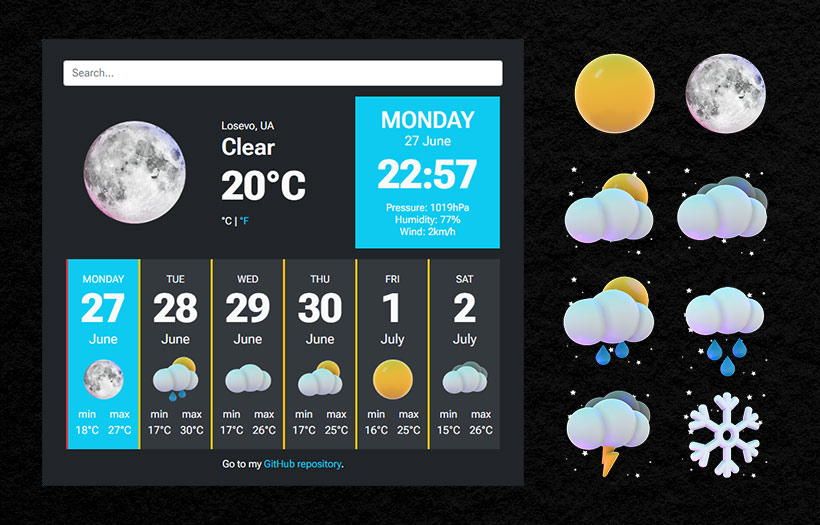 Search...
Losevo, UA
Clear
20°C
°C | °F
MONDAY
27 June
22:57
Pressure: 1019hPa
Humidity: 77%
Wind: 2km/h
MONDAY
27
June
min max
18°C 27°C
TUE
28
June
min max
17°C 30°C
WED
29
June
min max
17°C 26°C
THU
30
June
min max
17°C 25°C
FRI
1
July
min max
16°C 25°C
SAT
2
July
min max
15°C 26°C
Go to my GitHub repository.